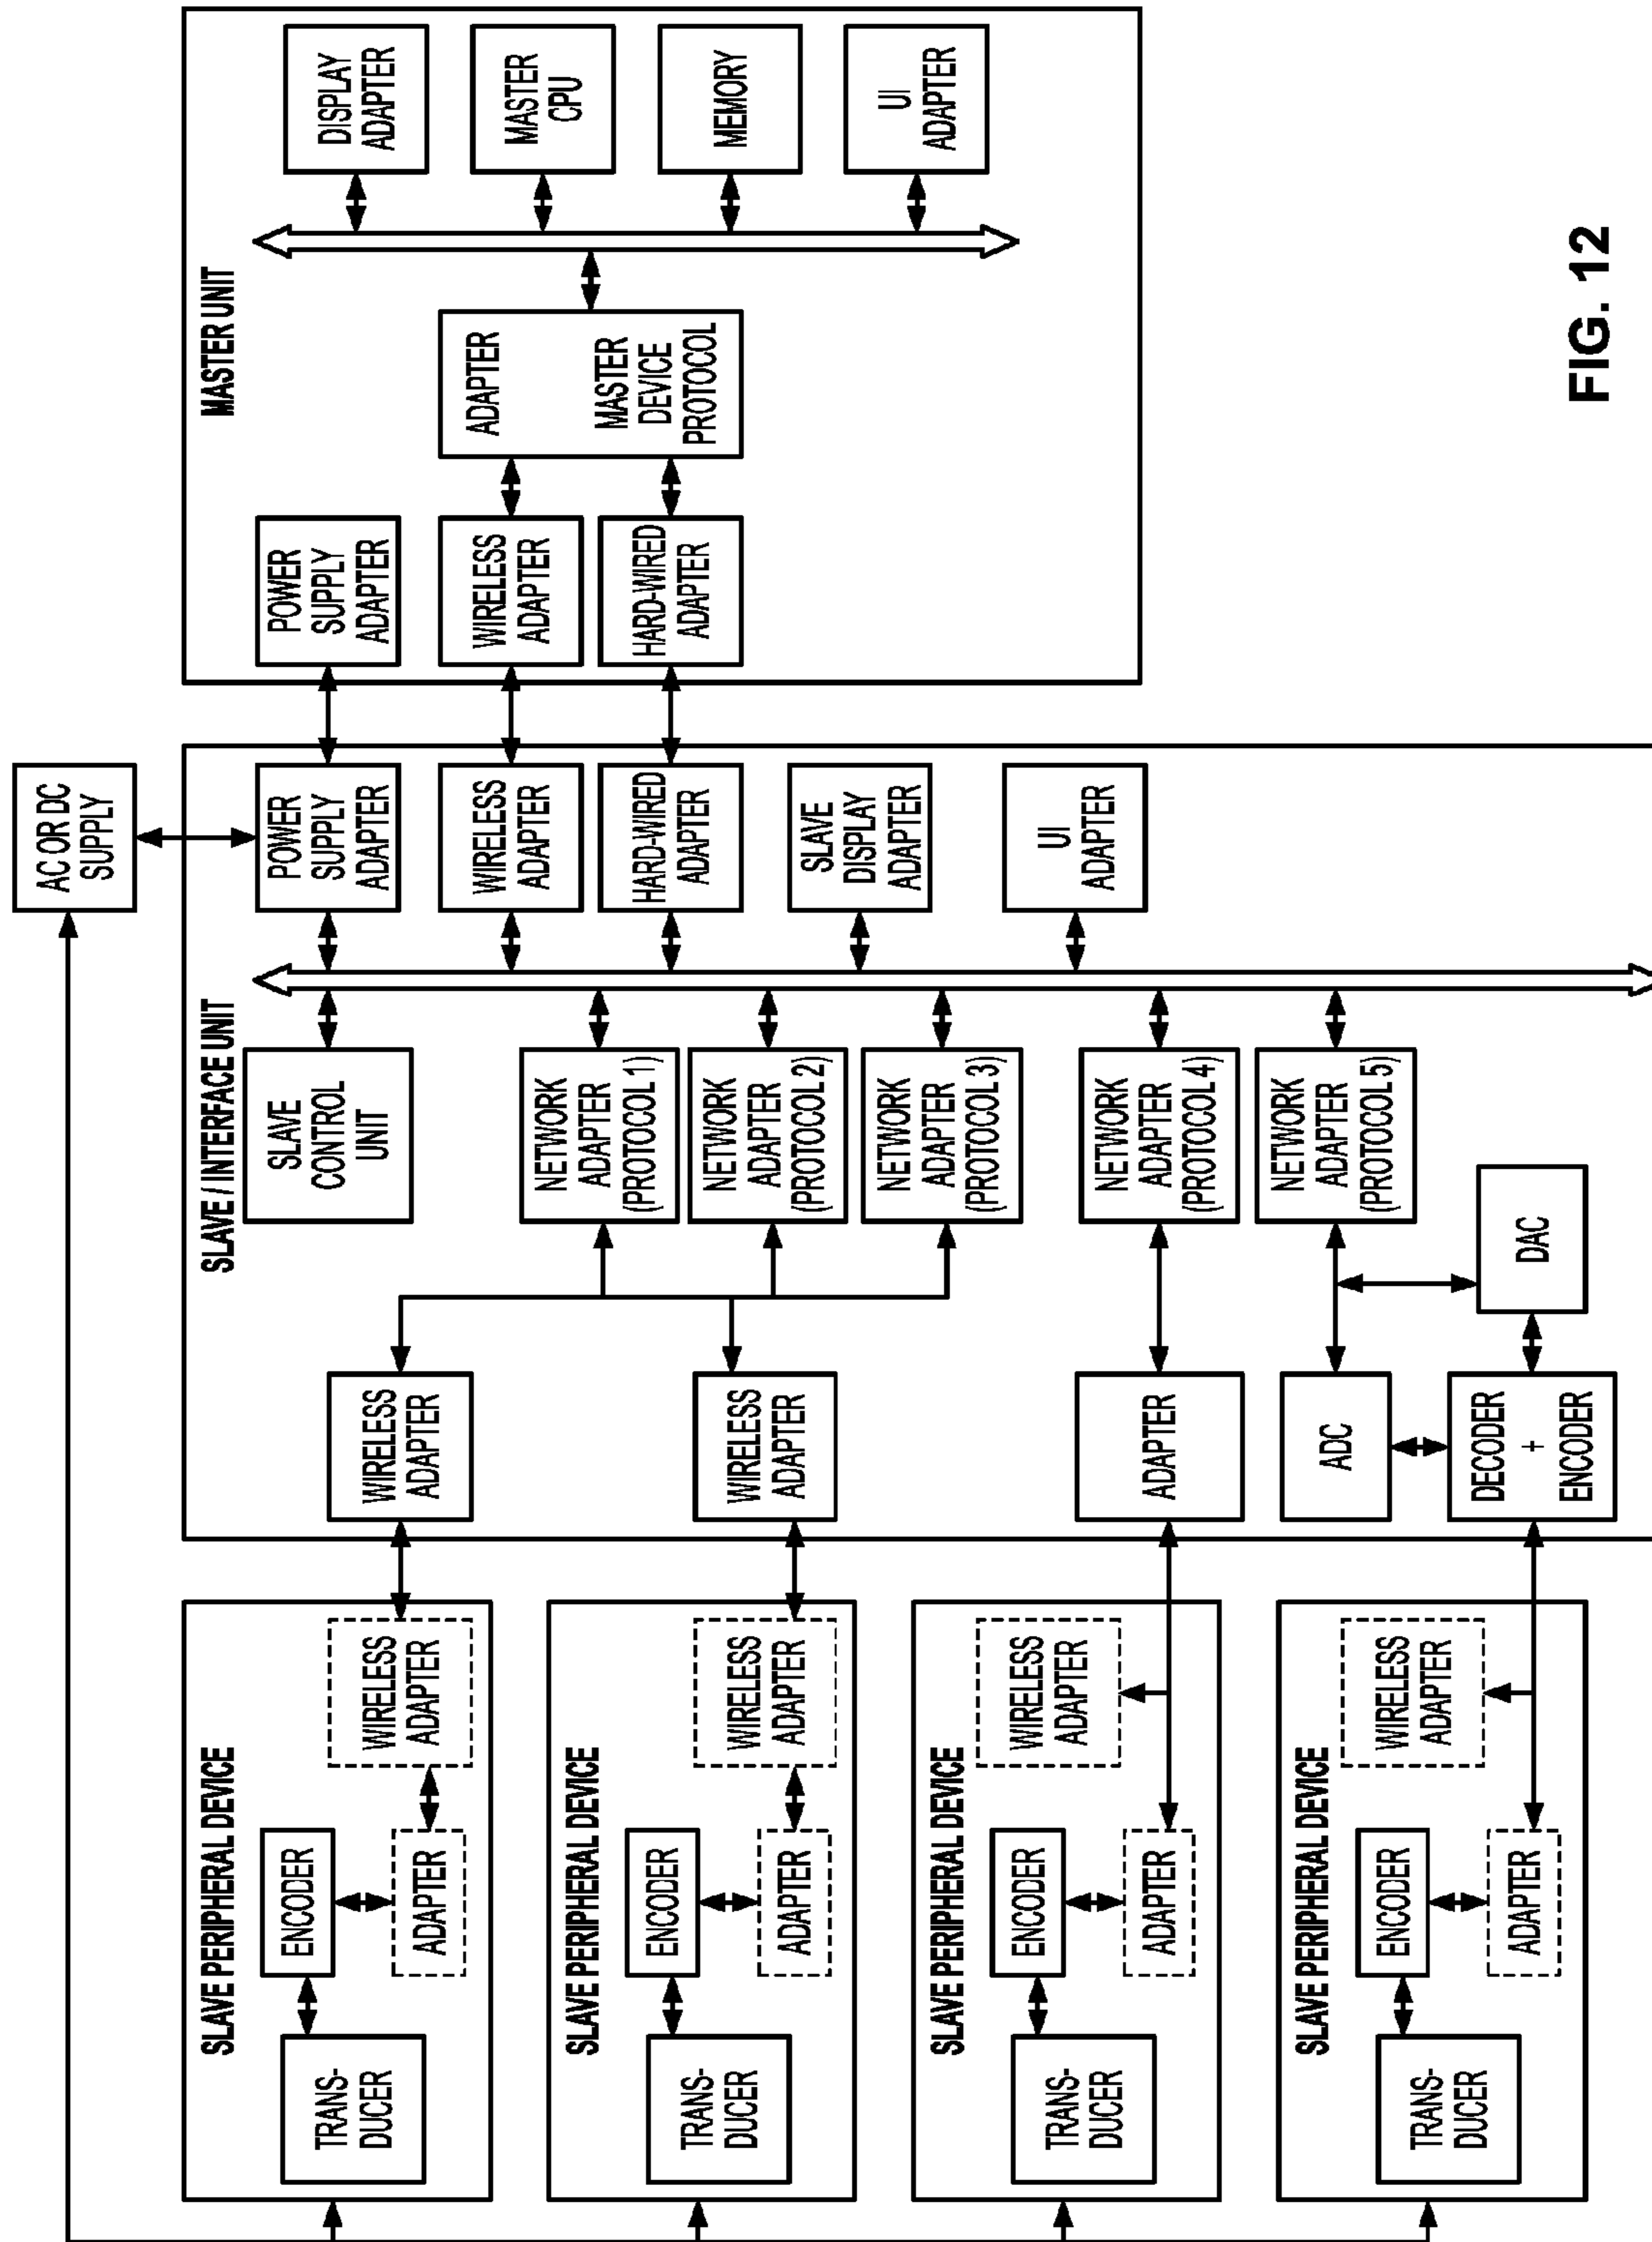 AC OR DC
SUPPLY
SLAVE PERIPHERAL DEVICE
TRANS-
DUCER
ENCODER
ADAPTER
WIRELESS
ADAPTER
SLAVE PERIPHERAL DEVICE
TRANS-
DUCER
ENCODER
ADAPTER
WIRELESS
ADAPTER
SLAVE PERIPHERAL DEVICE
TRANS-
DUCER
ENCODER
ADAPTER
WIRELESS
ADAPTER
SLAVE PERIPHERAL DEVICE
TRANS-
DUCER
ENCODER
ADAPTER
WIRELESS
ADAPTER
SLAVE / INTERFACE UNIT
WIRELESS
ADAPTER
WIRELESS
ADAPTER
ADAPTER
ADC
DECODER
+
ENCODER
DAC
SLAVE
CONTROL
UNIT
NETWORK
ADAPTER
(PROTOCOL 1)
NETWORK
ADAPTER
(PROTOCOL 2)
NETWORK
ADAPTER
(PROTOCOL 3)
NETWORK
ADAPTER
(PROTOCOL 4)
NETWORK
ADAPTER
(PROTOCOL 5)
POWER
SUPPLY
ADAPTER
WIRELESS
ADAPTER
HARD-WIRED
ADAPTER
SLAVE
DISPLAY
ADAPTER
UI
ADAPTER
MASTER UNIT
POWER
SUPPLY
ADAPTER
WIRELESS
ADAPTER
HARD-WIRED
ADAPTER
ADAPTER
MASTER
DEVICE
PROTOCOL
DISPLAY
ADAPTER
MASTER
CPU
MEMORY
UI
ADAPTER
FIG. 12